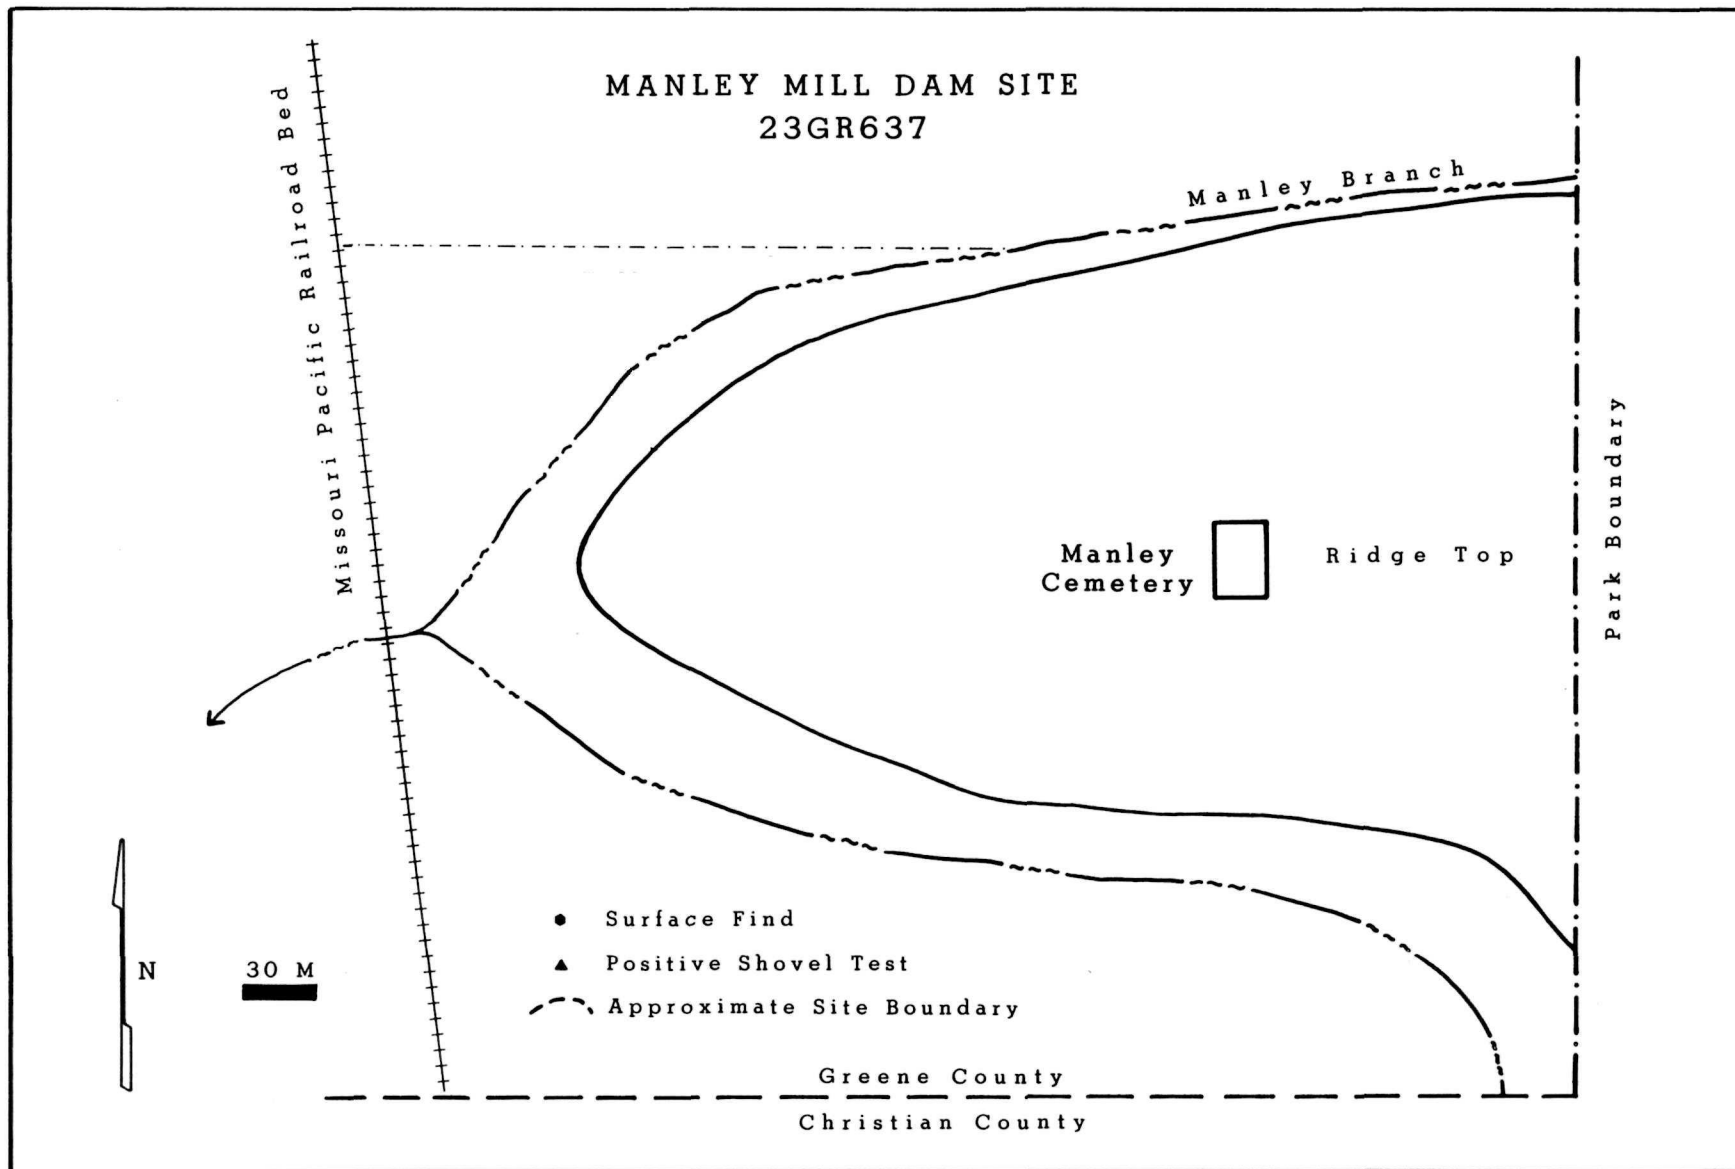 MANLEY MILL DAM SITE
23GR637
Missouri Pacific Railroad Bed
Manley Branch
Park Boundary
Manley
Cemetery
Ridge Top
N
30 M
Surface Find
Positive Shovel Test
Approximate Site Boundary
Greene County
Christian County